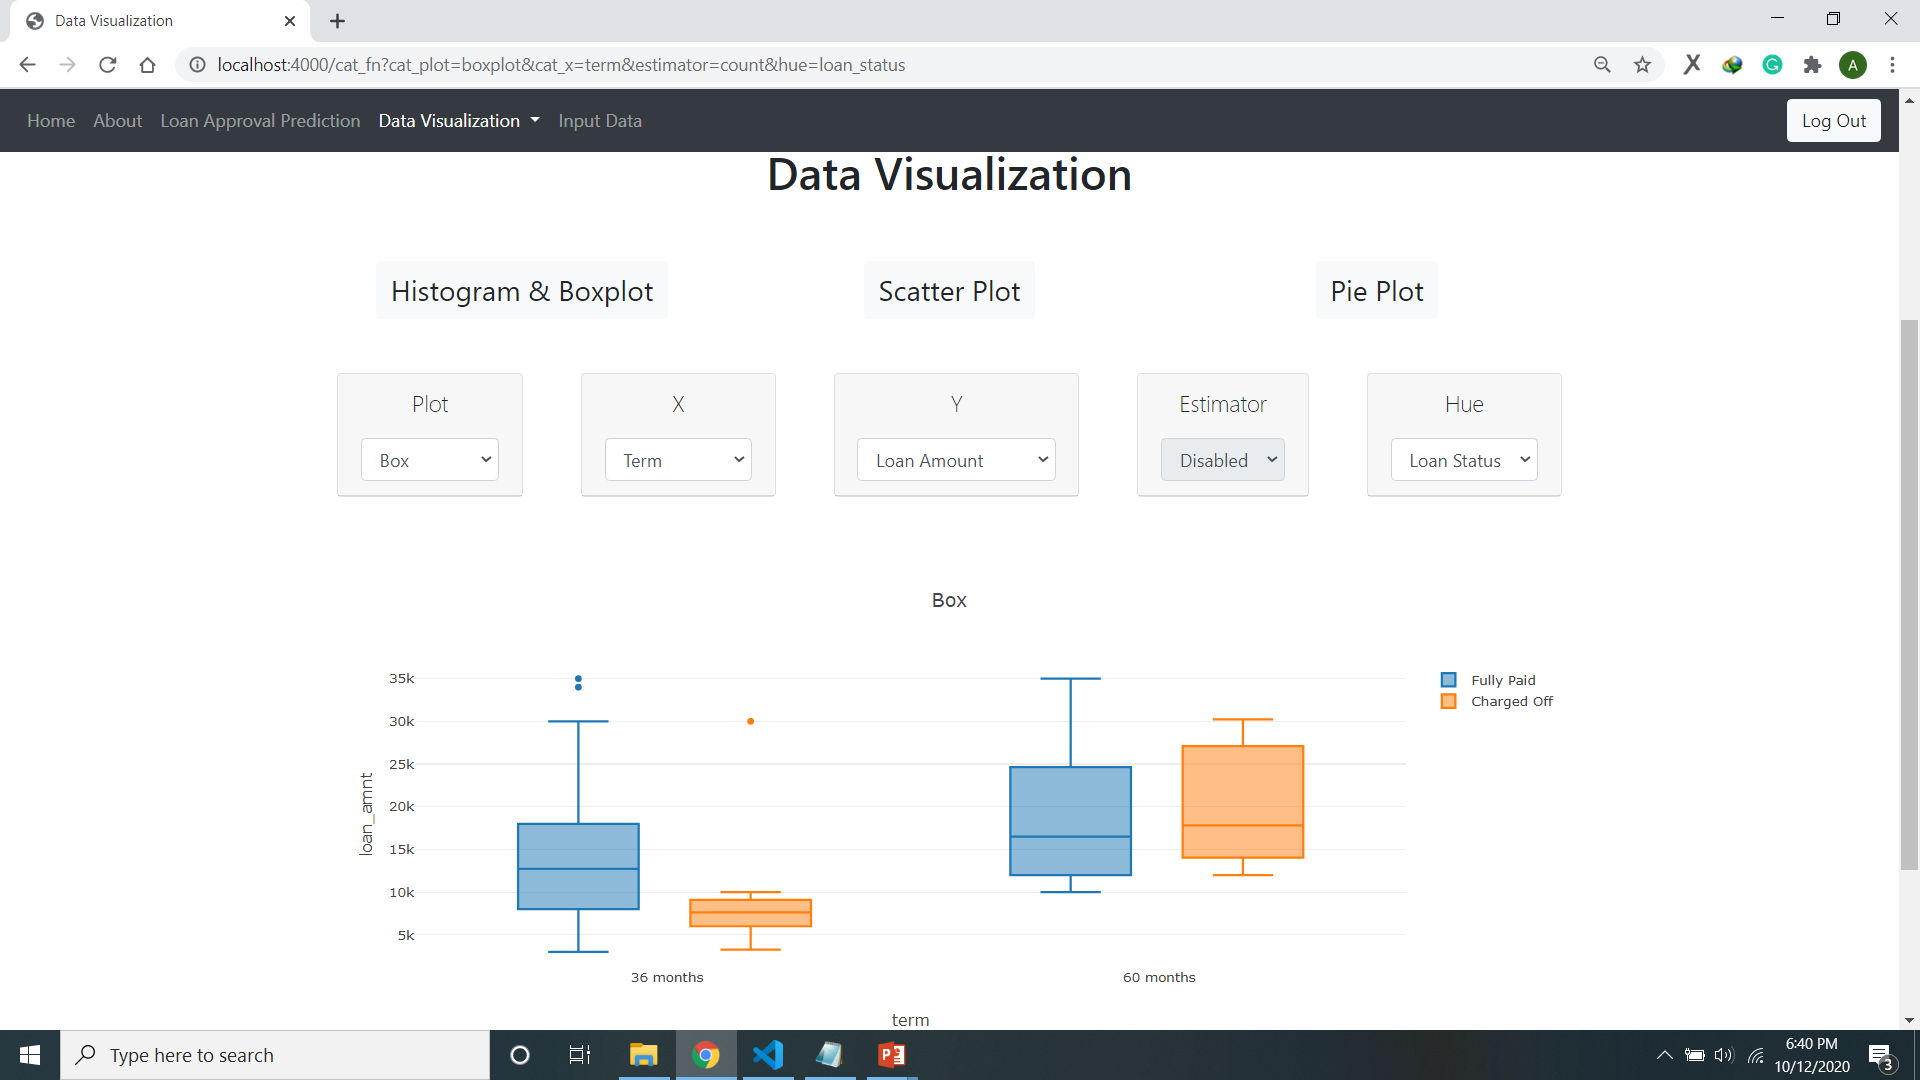 Data Visualization
localhost:4000/cat_fn?cat_plot=boxplot&cat_x=term&estimator=count&hue=loan_status
A
Home About Loan Approval Prediction Data Visualization Input Data Log Out
Data Visualization
Histogram & Boxplot Scatter Plot Pie Plot
Plot X Y Estimator Hue
Box Term Loan Amount Disabled Loan Status
Box
35k
30k
25k
20k
15k
10k
5k
loan_amnt
36 months 60 months
term
Fully Paid
Charged Off
Type here to search
6:40 PM
10/12/2020
3